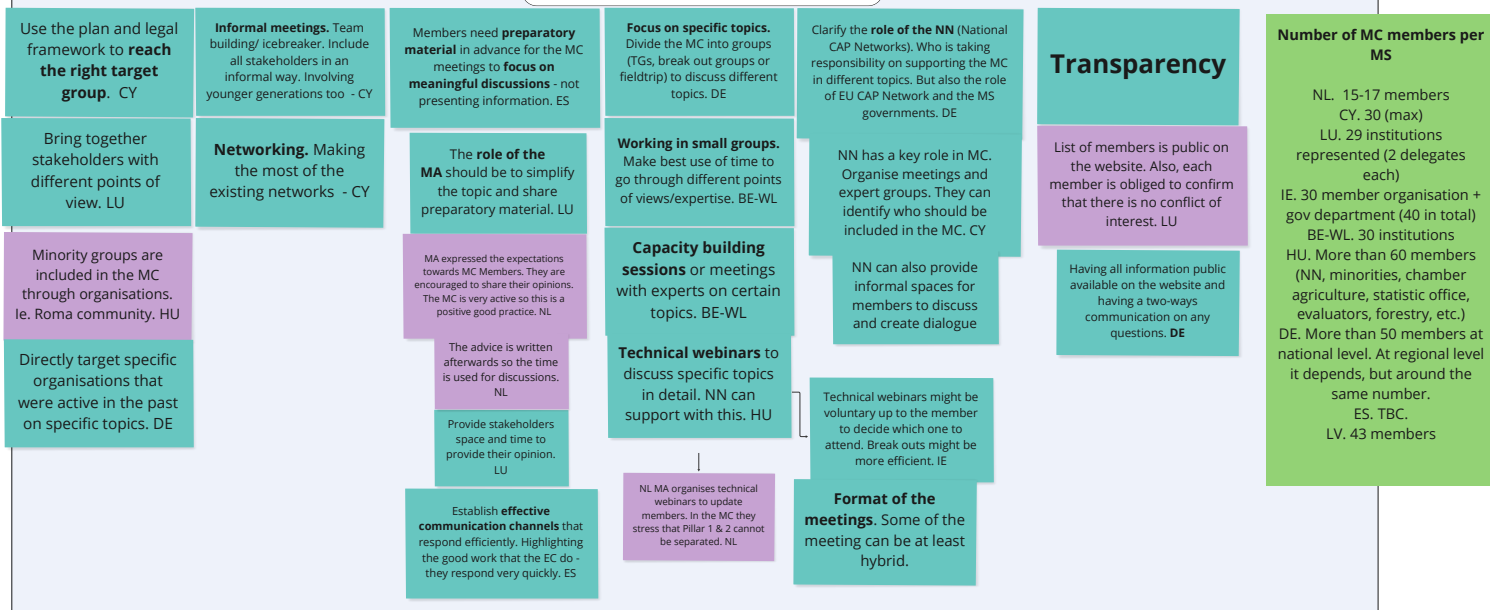 Use the plan and legal
framework to reach
the right target
group. CY
Bring together
stakeholders with
different points of
view. LU
Minority groups are
included in the MC
through organisations.
Ie. Roma community. HU
Directly target specific
organisations that
were active in the past
on specific topics. DE
Informal meetings. Team
building/ icebreaker. Include
all stakeholders in an
informal way. Involving
younger generations too - CY
Networking. Making
the most of the
existing networks - CY
Members need preparatory
material in advance for the MC
meetings to focus on
meaningful discussions - not
presenting information. ES
The role of the
MA should be to simplify
the topic and share
preparatory material. LU
MA expressed the expectations
towards MC Members. They are
encouraged to share their opinions.
The MC is very active so this is a
positive good practice. NL
The advice is written
afterwards so the time
is used for discussions.
NL
Provide stakeholders
space and time to
provide their opinion.
LU
Establish effective
communication channels that
respond efficiently. Highlighting
the good work that the EC do -
they respond very quickly. ES
Focus on specific topics.
Divide the MC into groups
(TGs, break out groups or
fieldtrip) to discuss different
topics. DE
Working in small groups.
Make best use of time to
go through different points
of views/expertise. BE-WL
Capacity building
sessions or meetings
with experts on certain
topics. BE-WL
Technical webinars to
discuss specific topics
in detail. NN can
support with this. HU
NL MA organises technical
webinars to update
members. In the MC they
stress that Pillar 1 & 2 cannot
be separated. NL
Clarify the role of the NN (National
CAP Networks). Who is taking
responsibility on supporting the MC
in different topics. But also the role
of EU CAP Network and the MS
governments. DE
NN has a key role in MC.
Organise meetings and
expert groups. They can
identify who should be
included in the MC. CY
NN can also provide
informal spaces for
members to discuss
and create dialogue
Technical webinars might be
voluntary up to the member
to decide which one to
attend. Break outs might be
more efficient. IE
Format of the
meetings. Some of the
meeting can be at least
hybrid.
Transparency
List of members is public on
the website. Also, each
member is obliged to confirm
that there is no conflict of
interest. LU
Having all information public
available on the website and
having a two-ways
communication on any
questions. DE
Number of MC members per
MS
NL. 15-17 members
CY. 30 (max)
LU. 29 institutions
represented (2 delegates
each)
IE. 30 member organisation +
gov department (40 in total)
BE-WL. 30 institutions
HU. More than 60 members
(NN, minorities, chamber
agriculture, statistic office,
evaluators, forestry, etc.)
DE. More than 50 members at
national level. At regional level
it depends, but around the
same number.
ES. TBC.
LV. 43 members